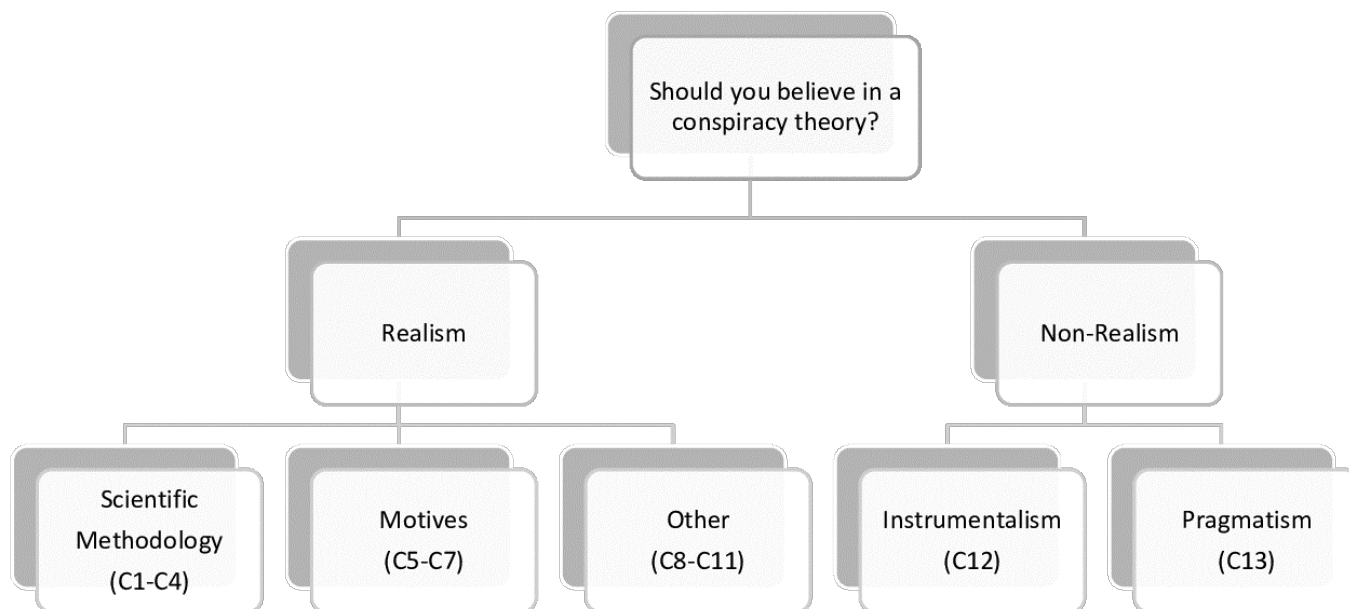 Should you believe in a
conspiracy theory?
Realism
Non-Realism
Scientific
Methodology
(C1-C4)
Motives
(C5-C7)
Other
(C8-C11)
Instrumentalism
(C12)
Pragmatism
(C13)